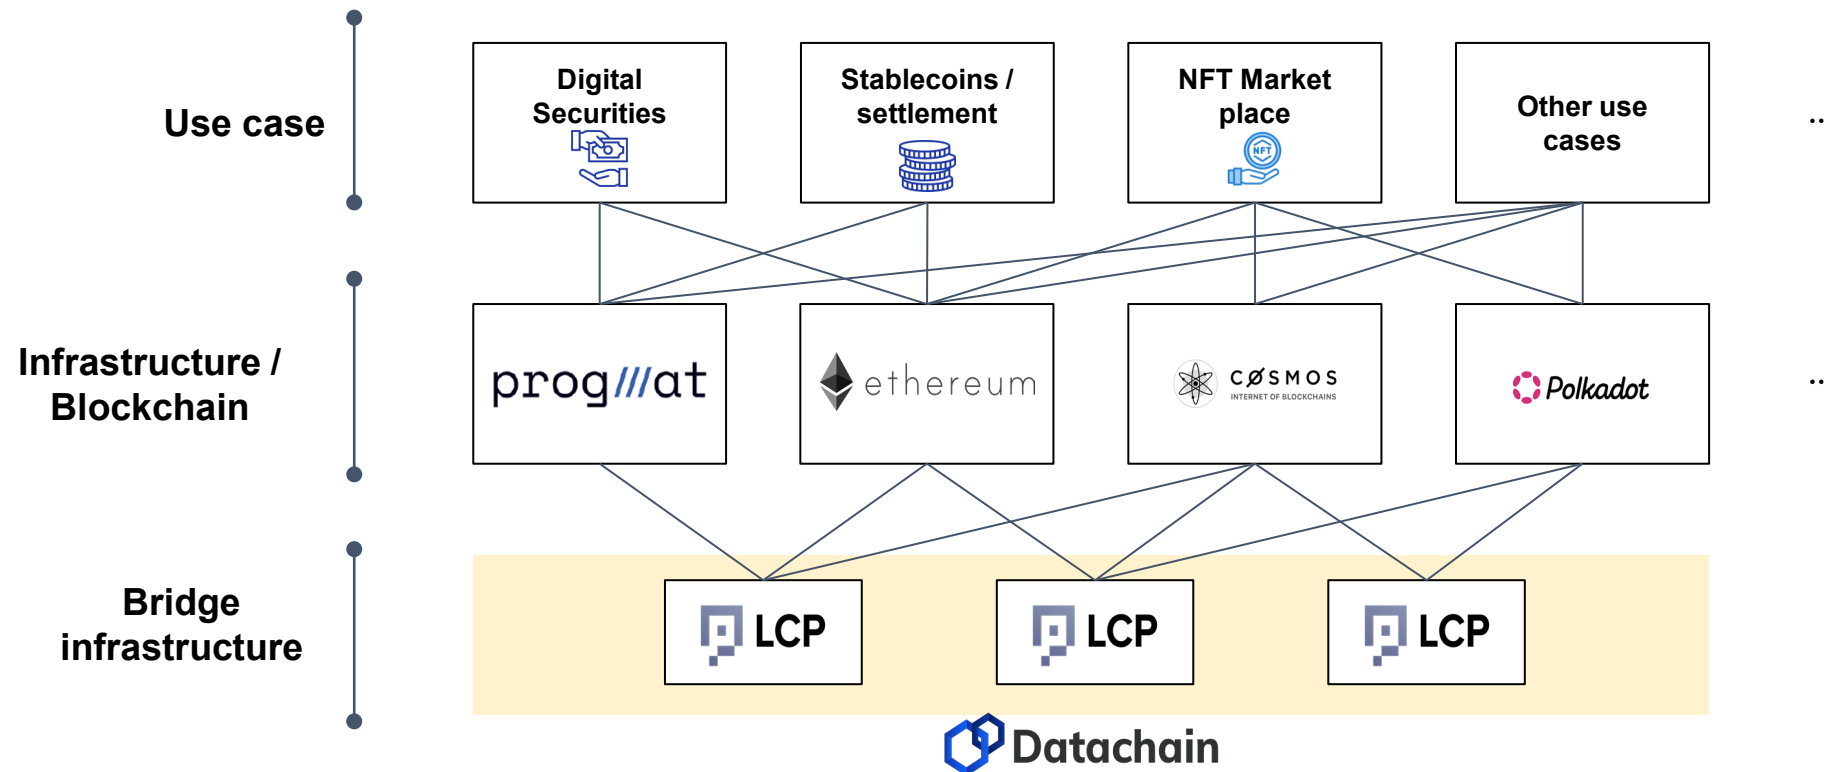 Use case
Digital
Securities
Stablecoins /
settlement
NFT Market
place
NFT
Other use
cases
..
Infrastructure /
Blockchain
prog///at
ethereum
CØSMOS
INTERNET OF BLOCKCHAINS
Polkadot
..
Bridge
infrastructure
LCP
LCP
LCP
Datachain